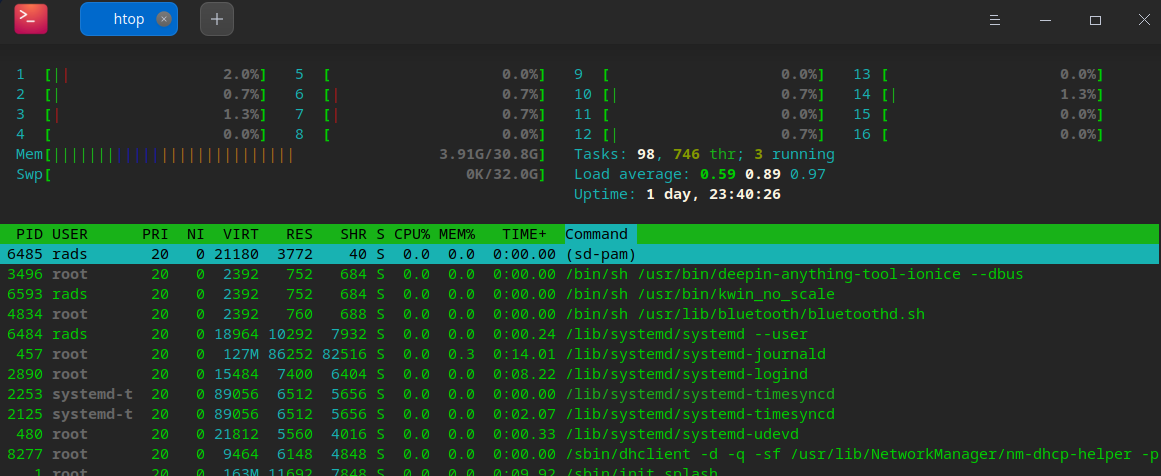 >_ htop × +
1 [|| 2.0%] 5 [ 0.0%] 9 [ 0.0%] 13 [ 0.0%]
2 [| 0.7%] 6 [| 0.7%] 10 [| 0.7%] 14 [| 1.3%]
3 [| 1.3%] 7 [| 0.7%] 11 [ 0.0%] 15 [ 0.0%]
4 [ 0.0%] 8 [ 0.0%] 12 [| 0.7%] 16 [ 0.0%]
Mem[||||||||||||||||||||||||||| 3.91G/30.8G] Tasks: 98, 746 thr; 3 running
Swp[ 0K/32.0G] Load average: 0.59 0.89 0.97
Uptime: 1 day, 23:40:26
PID USER PRI NI VIRT RES SHR S CPU% MEM% TIME+ Command
6485 rads 20 0 21180 3772 40 S 0.0 0.0 0:00.00 (sd-pam)
3496 root 20 0 2392 752 684 S 0.0 0.0 0:00.00 /bin/sh /usr/bin/deepin-anything-tool-ionice --dbus
6593 rads 20 0 2392 752 684 S 0.0 0.0 0:00.00 /bin/sh /usr/bin/kwin_no_scale
4834 root 20 0 2392 760 688 S 0.0 0.0 0:00.00 /bin/sh /usr/lib/bluetooth/bluetoothd.sh
6484 rads 20 0 18964 10292 7932 S 0.0 0.0 0:00.24 /lib/systemd/systemd --user
457 root 20 0 127M 86252 82516 S 0.0 0.3 0:14.01 /lib/systemd/systemd-journald
2890 root 20 0 15484 7400 6404 S 0.0 0.0 0:08.22 /lib/systemd/systemd-logind
2253 systemd-t 20 0 89056 6512 5656 S 0.0 0.0 0:00.00 /lib/systemd/systemd-timesyncd
2125 systemd-t 20 0 89056 6512 5656 S 0.0 0.0 0:02.07 /lib/systemd/systemd-timesyncd
480 root 20 0 21812 5560 4016 S 0.0 0.0 0:00.33 /lib/systemd/systemd-udevd
8277 root 20 0 9464 6148 4848 S 0.0 0.0 0:00.00 /sbin/dhclient -d -q -sf /usr/lib/NetworkManager/nm-dhcp-helper -p
1 root 20 0 163M 11692 7848 S 0.0 0.0 0:09.92 /sbin/init splash